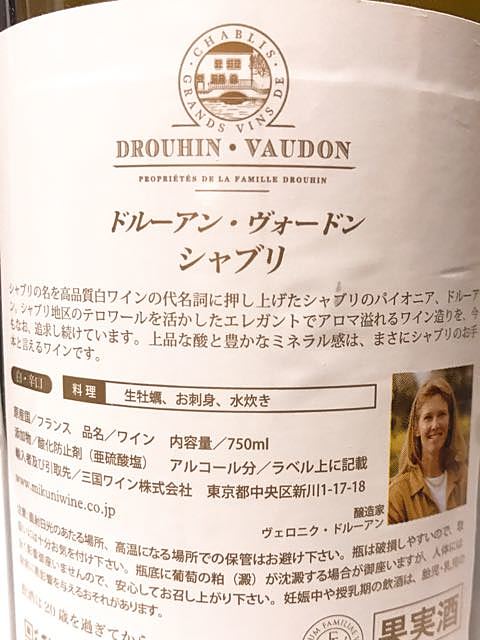 CHABLIS
GRANDS VINS DE
DROUHIN・VAUDON
PROPRIÉTÉS DE LA FAMILLE DROUHIN
ドルーアン・ヴォードン
シャブリ
シャブリの名を高品質白ワインの代名詞に押し上げたシャブリのパイオニア、ドルーア
ン。シャブリ地区のテロワールを活かしたエレガントでアロマ溢れるワイン造りを、今
もなお、追求し続けています。上品な酸と豊かなミネラル感は、まさにシャブリのお手
本と言えるワインです。
白・辛口 料理 生牡蠣、お刺身、水炊き
原産国／フランス 品名／ワイン 内容量／750ml
添加物／酸化防止剤（亜硫酸塩） アルコール分／ラベル上に記載
輸入者及び引取先／三国ワイン株式会社 東京都中央区新川1-17-18
www.mikuniwine.co.jp
醸造家
ヴェロニク・ドルーアン
注意:直射日光のあたる場所、高温になる場所での保管はお避け下さい。瓶は破損しやすいので、取
扱いには十分お気を付け下さい。瓶底に葡萄の粕（澱）が沈澱する場合が御座いますが、人体には
影響御座いませんので、安心してお召し上がり下さい。妊娠中や授乳期の飲酒は、胎児・乳児の
影響を与えるおそれがあります。
飲酒は20歳を過ぎてから
果実酒